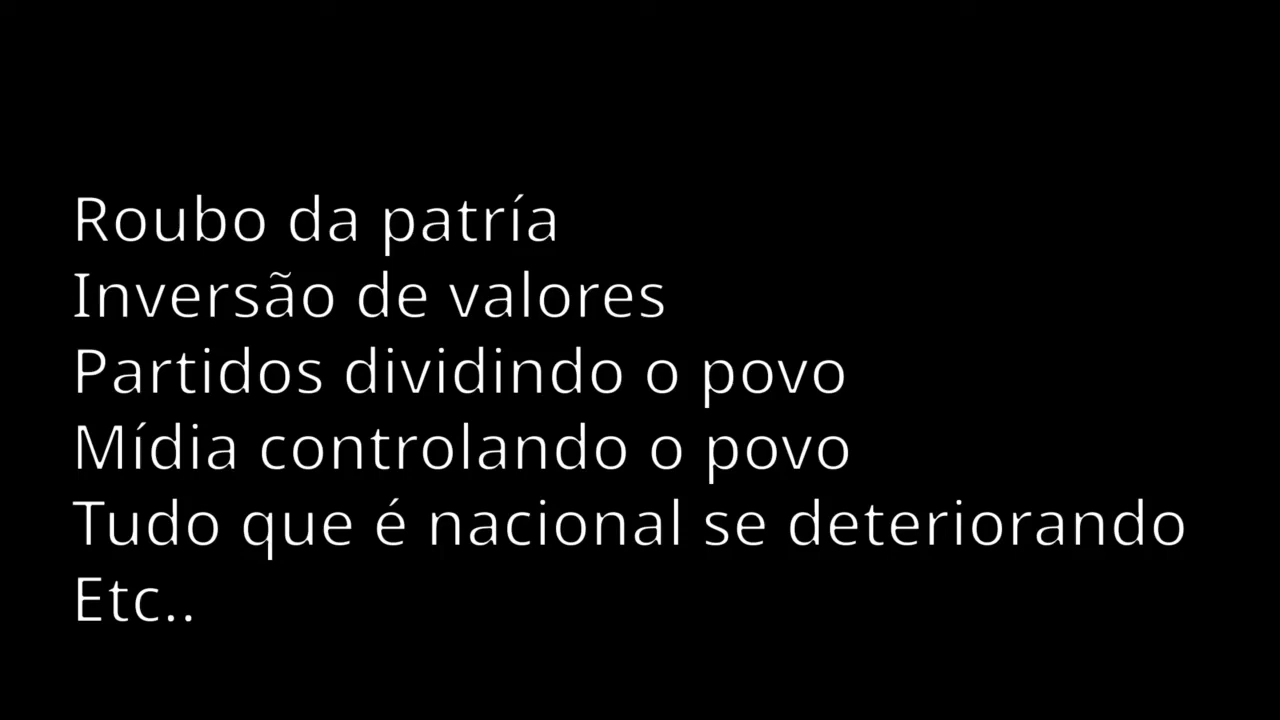 Roubo da patría
Inversão de valores
Partidos dividindo o povo
Mídia controlando o povo
Tudo que é nacional se deteriorando
Etc..